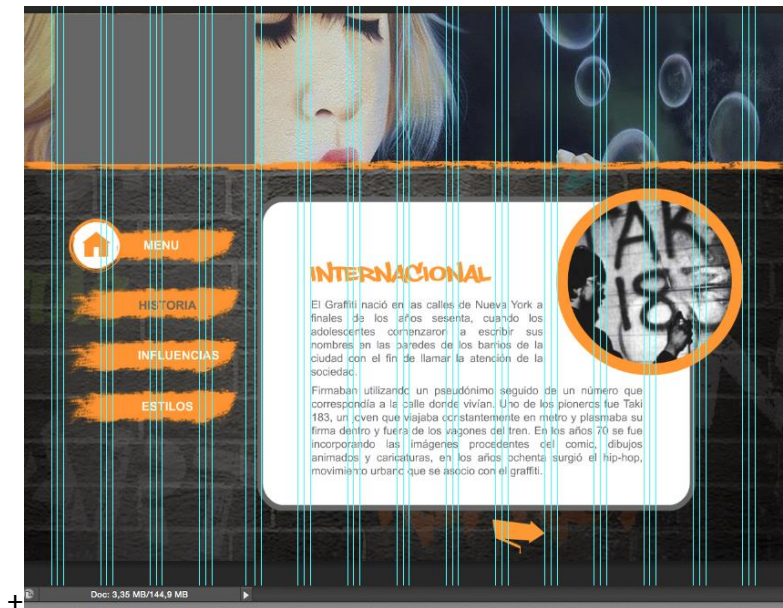 MENU
HISTORIA
INFLUENCIAS
ESTILOS
TAKI
183
INTERNACIONAL
El Graffiti nació en las calles de Nueva York a
finales de los años sesenta, cuando los
adolescentes comenzaron a escribir sus
nombres en las paredes de los barrios de la
ciudad con el fin de llamar la atención de la
sociedad.
Firmaban utilizando un pseudónimo seguido de un número que
correspondía a la calle donde vivían. Uno de los pioneros fue Taki
183, un joven que viajaba constantemente en metro y plasmaba su
firma dentro y fuera de los vagones del tren. En los años 70 se fue
incorporando las imágenes procedentes del comic, dibujos
animados y caricaturas, en los años ochenta surgió el hip-hop,
movimiento urbano que se asocio con el graffiti.
Doc: 3,35 MB/144,9 MB
+